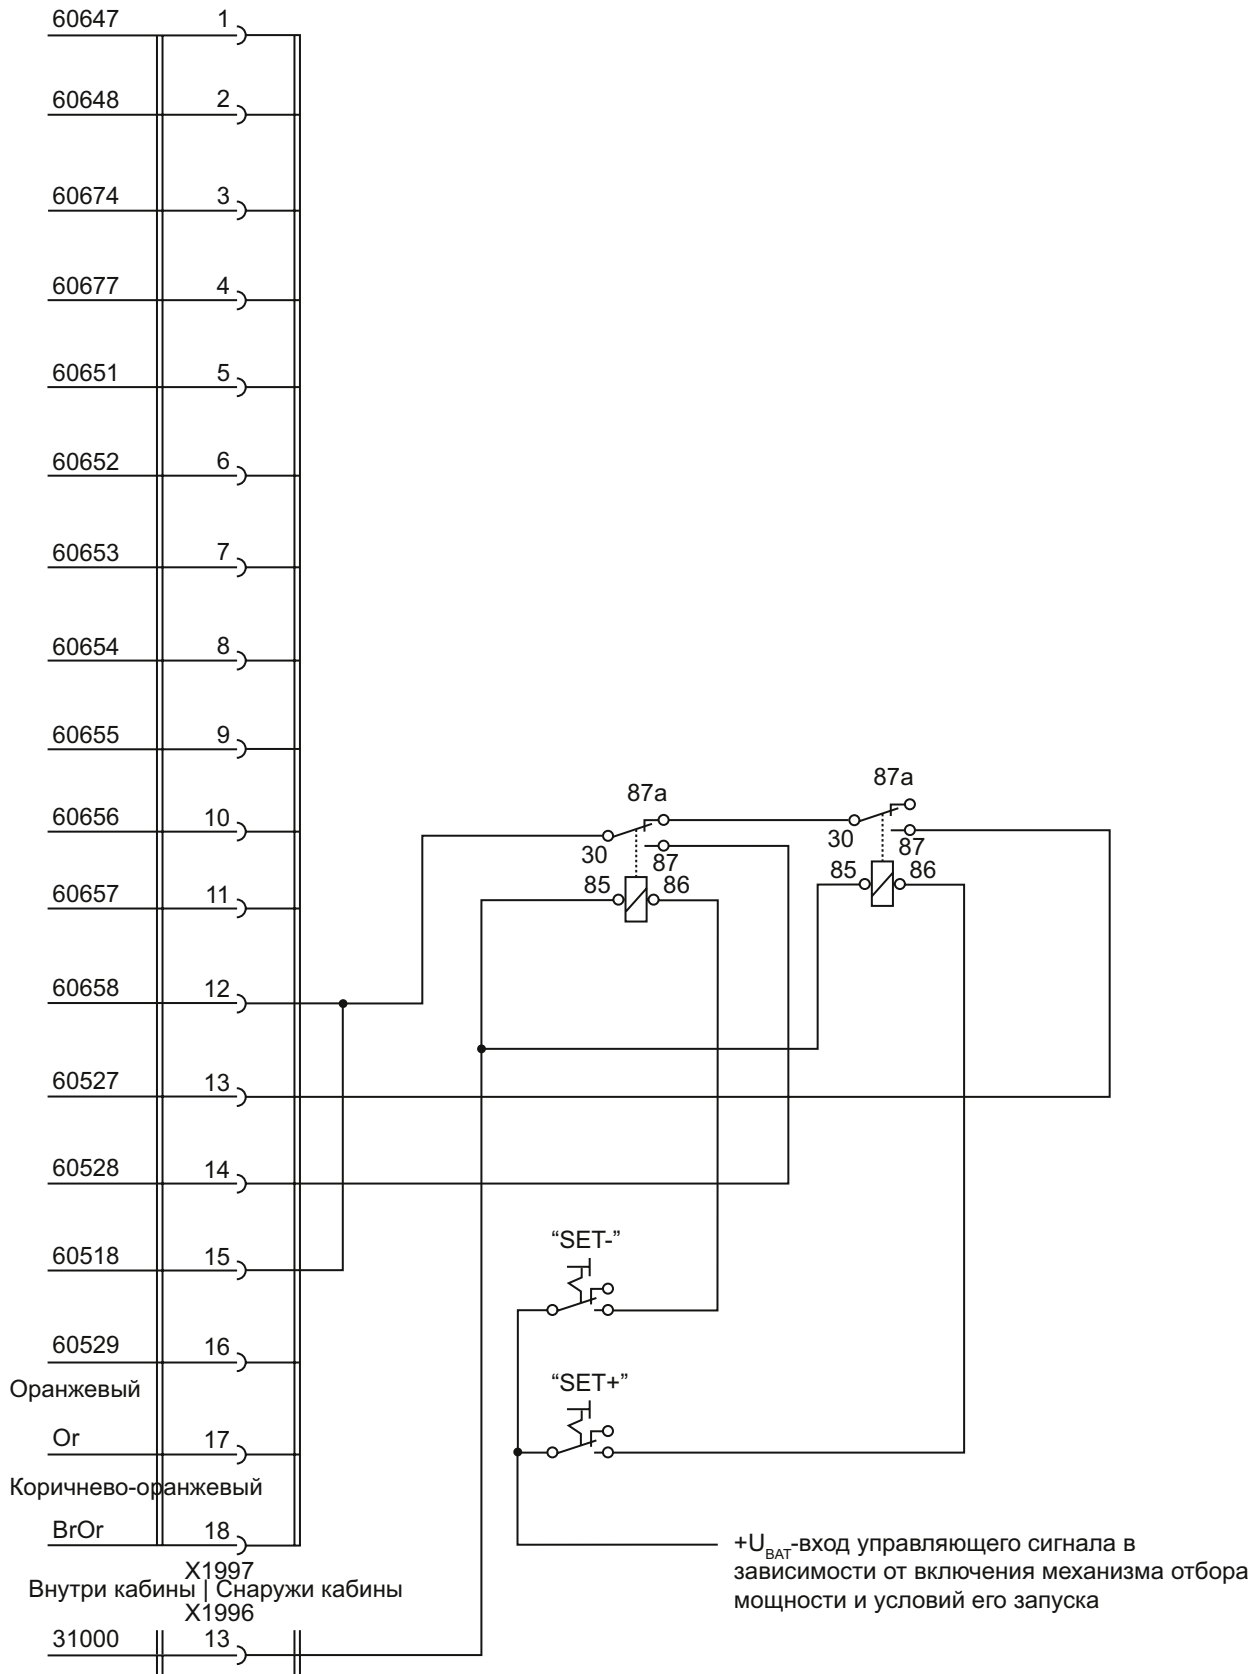 60647 1
60648 2
60674 3
60677 4
60651 5
60652 6
60653 7
60654 8
60655 9
87a
87a
60656 10
30
87
30
87
85 86
85 86
60657 11
60658 12
60527 13
60528 14
“SET-”
60518 15
60529 16
Оранжевый
“SET+”
Or 17
Коричнево-оранжевый
BrOr 18
+UBAT-вход управляющего сигнала в
зависимости от включения механизма отбора
мощности и условий его запуска
X1997
Внутри кабины | Снаружи кабины
X1996
31000 13